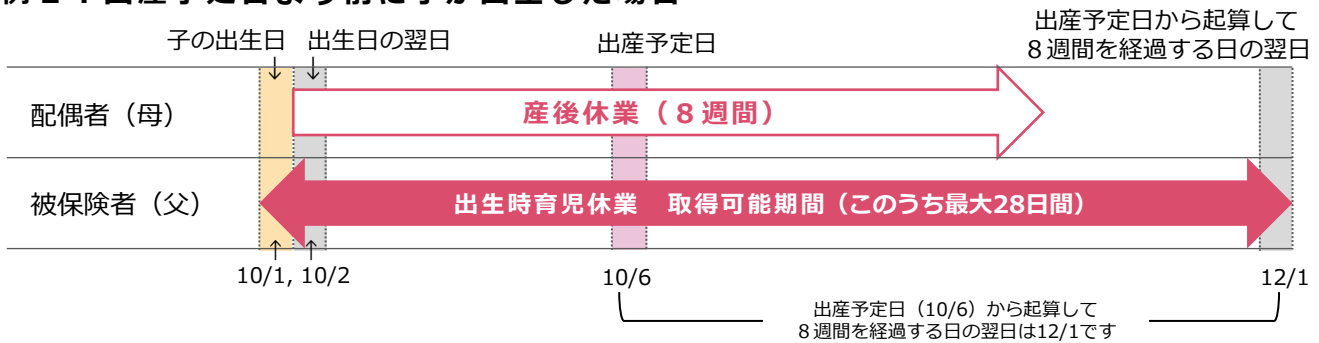 子の出生日 出生日の翌日
出産予定日
出産予定日から起算して
８週間を経過する日の翌日
配偶者（母）
産後休業（８週間）
被保険者（父）
出生時育児休業　取得可能期間（このうち最大28日間）
10/1, 10/2
10/6
12/1
出産予定日（10/6）から起算して
８週間を経過する日の翌日は12/1です